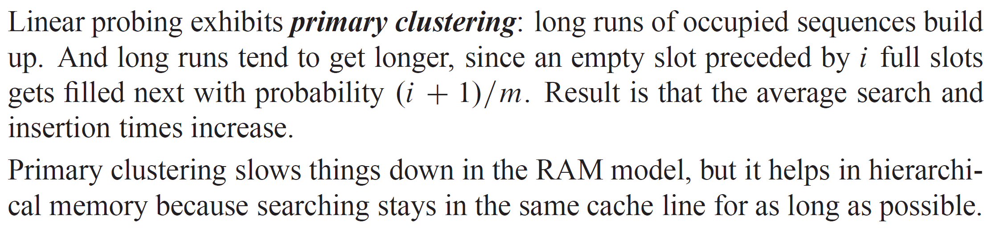 Linear probing exhibits primary clustering: long runs of occupied sequences build
up. And long runs tend to get longer, since an empty slot preceded by i full slots
gets filled next with probability (i + 1)/m. Result is that the average search and
insertion times increase.
Primary clustering slows things down in the RAM model, but it helps in hierarchi-
cal memory because searching stays in the same cache line for as long as possible.